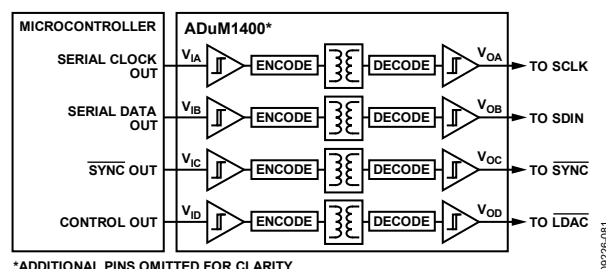 MICROCONTROLLER
ADuM1400*
SERIAL CLOCK
OUT
VIA
ENCODE
DECODE
VOA
TO SCLK
SERIAL DATA
OUT
VIB
ENCODE
DECODE
VOB
TO SDIN
SYNC OUT
VIC
ENCODE
DECODE
VOC
TO SYNC
CONTROL OUT
VID
ENCODE
DECODE
VOD
TO LDAC
*ADDITIONAL PINS OMITTED FOR CLARITY
09226-081